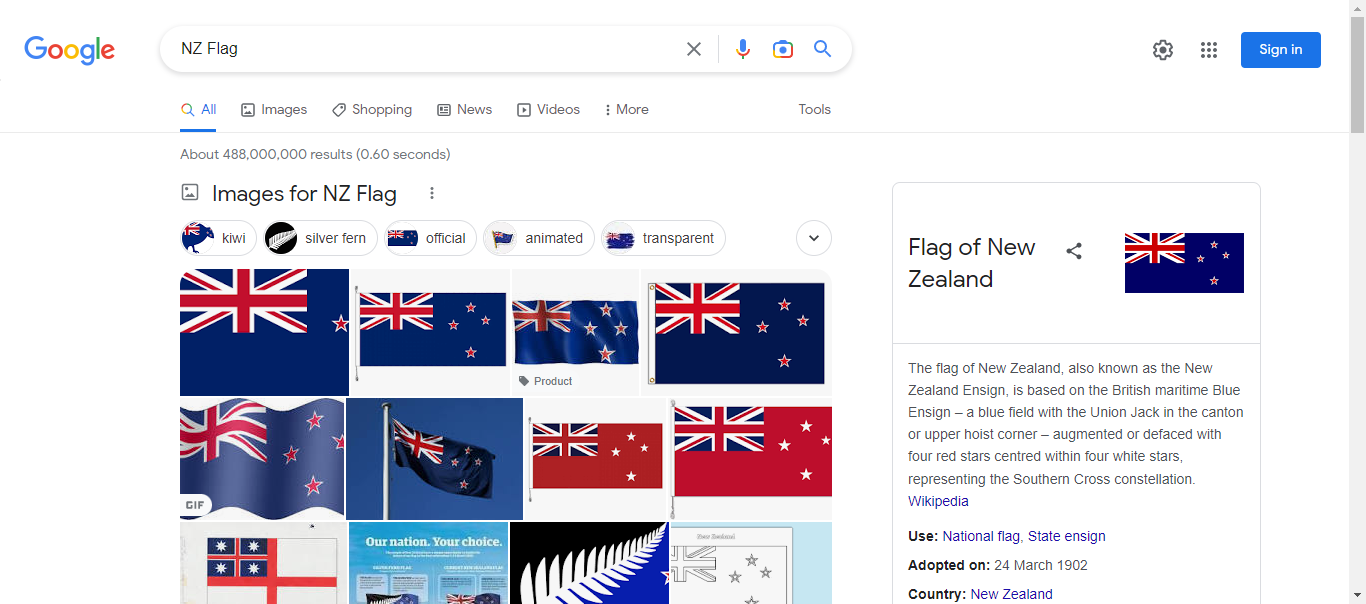 Google
NZ Flag
Sign in
All
Images
Shopping
News
Videos
More
Tools
About 488,000,000 results (0.60 seconds)
Images for NZ Flag
kiwi
silver fern
official
animated
transparent
Product
GIF
Our nation. Your choice.
New Zealand
Flag of New
Zealand
The flag of New Zealand, also known as the New
Zealand Ensign, is based on the British maritime Blue
Ensign – a blue field with the Union Jack in the canton
or upper hoist corner – augmented or defaced with
four red stars centred within four white stars,
representing the Southern Cross constellation.
Wikipedia
Use: National flag, State ensign
Adopted on: 24 March 1902
Country: New Zealand